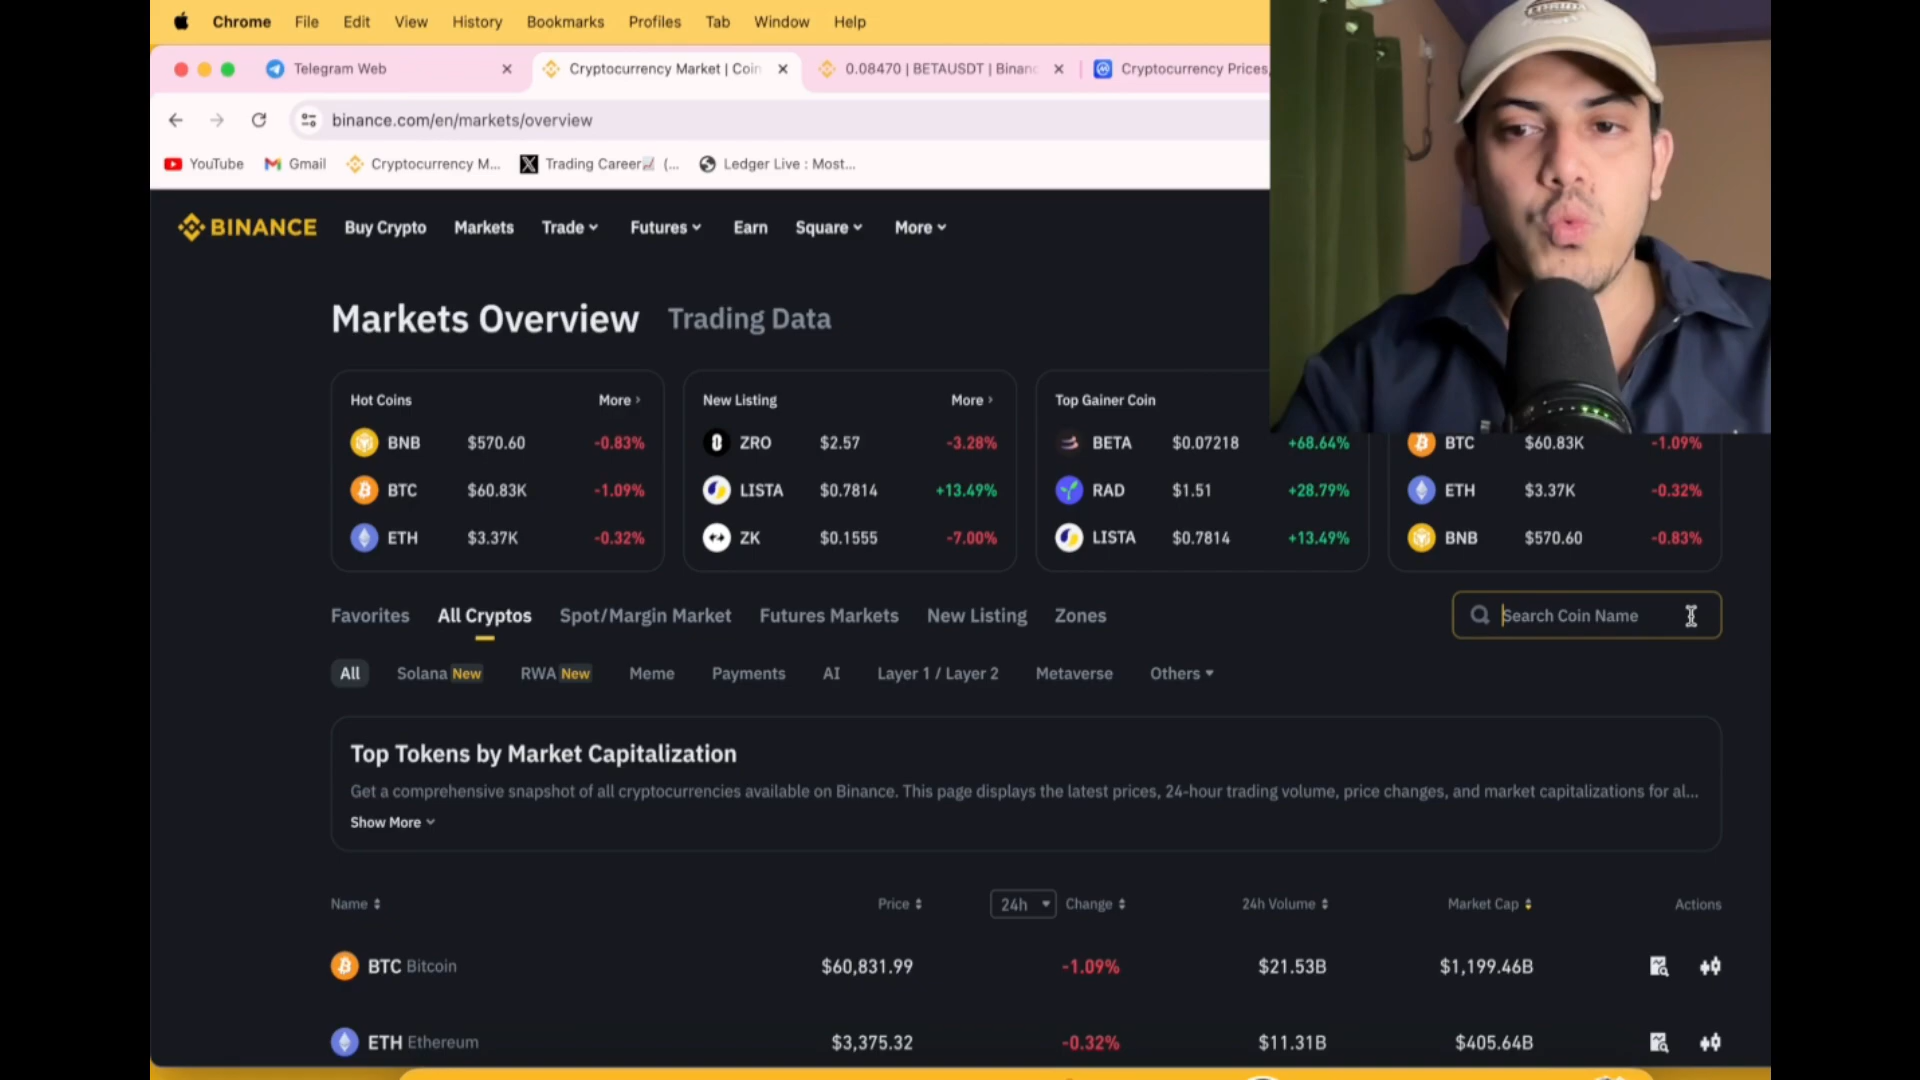 Chrome File Edit View History Bookmarks Profiles Tab Window Help
Telegram Web
Cryptocurrency Market | Coin
0.08470 | BETAUSDT | Binanc
Cryptocurrency Prices,
binance.com/en/markets/overview
YouTube Gmail Cryptocurrency M... Trading Career📈 (... Ledger Live : Most...
BINANCE Buy Crypto Markets Trade Futures Earn Square More
Markets Overview Trading Data
Hot Coins More
BNB $570.60 -0.83%
BTC $60.83K -1.09%
ETH $3.37K -0.32%
New Listing More
ZRO $2.57 -3.28%
LISTA $0.7814 +13.49%
ZK $0.1555 -7.00%
Top Gainer Coin
BETA $0.07218 +68.64%
RAD $1.51 +28.79%
LISTA $0.7814 +13.49%
BTC $60.83K -1.09%
ETH $3.37K -0.32%
BNB $570.60 -0.83%
Favorites All Cryptos Spot/Margin Market Futures Markets New Listing Zones Search Coin Name
All Solana New RWA New Meme Payments AI Layer 1 / Layer 2 Metaverse Others
Top Tokens by Market Capitalization
Get a comprehensive snapshot of all cryptocurrencies available on Binance. This page displays the latest prices, 24-hour trading volume, price changes, and market capitalizations for al...
Show More
Name Price 24h Change 24h Volume Market Cap Actions
BTC Bitcoin $60,831.99 -1.09% $21.53B $1,199.46B
ETH Ethereum $3,375.32 -0.32% $11.31B $405.64B